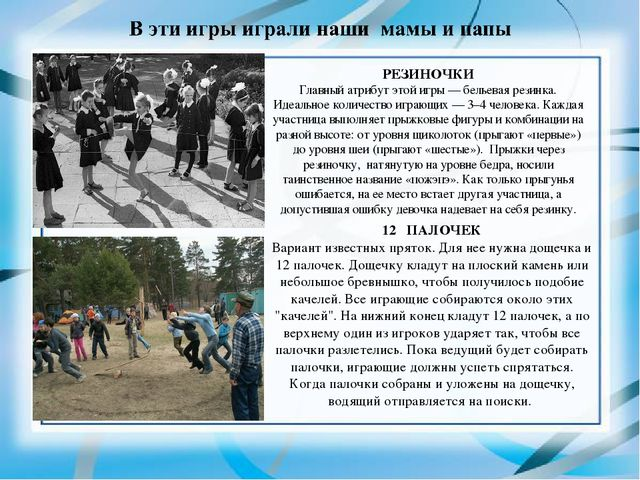 В эти игры играли наши мамы и папы
РЕЗИНОЧКИ
Главный атрибут этой игры — бельевая резинка.
Идеальное количество играющих — 3–4 человека. Каждая
участница выполняет прыжковые фигуры и комбинации на
разной высоте: от уровня щиколоток (прыгают «первые»)
до уровня шеи (прыгают «шестые»). Прыжки через
резиночку, натянутую на уровне бедра, носили
таинственное название «пожэпэ». Как только прыгунья
ошибается, на ее место встает другая участница, а
допустившая ошибку девочка надевает на себя резинку.
12 ПАЛОЧЕК
Вариант известных пряток. Для нее нужна дощечка и
12 палочек. Дощечку кладут на плоский камень или
небольшое бревнышко, чтобы получилось подобие
качелей. Все играющие собираются около этих
"качелей". На нижний конец кладут 12 палочек, а по
верхнему один из игроков ударяет так, чтобы все
палочки разлетелись. Пока ведущий будет собирать
палочки, играющие должны успеть спрятаться.
Когда палочки собраны и уложены на дощечку,
водящий отправляется на поиски.